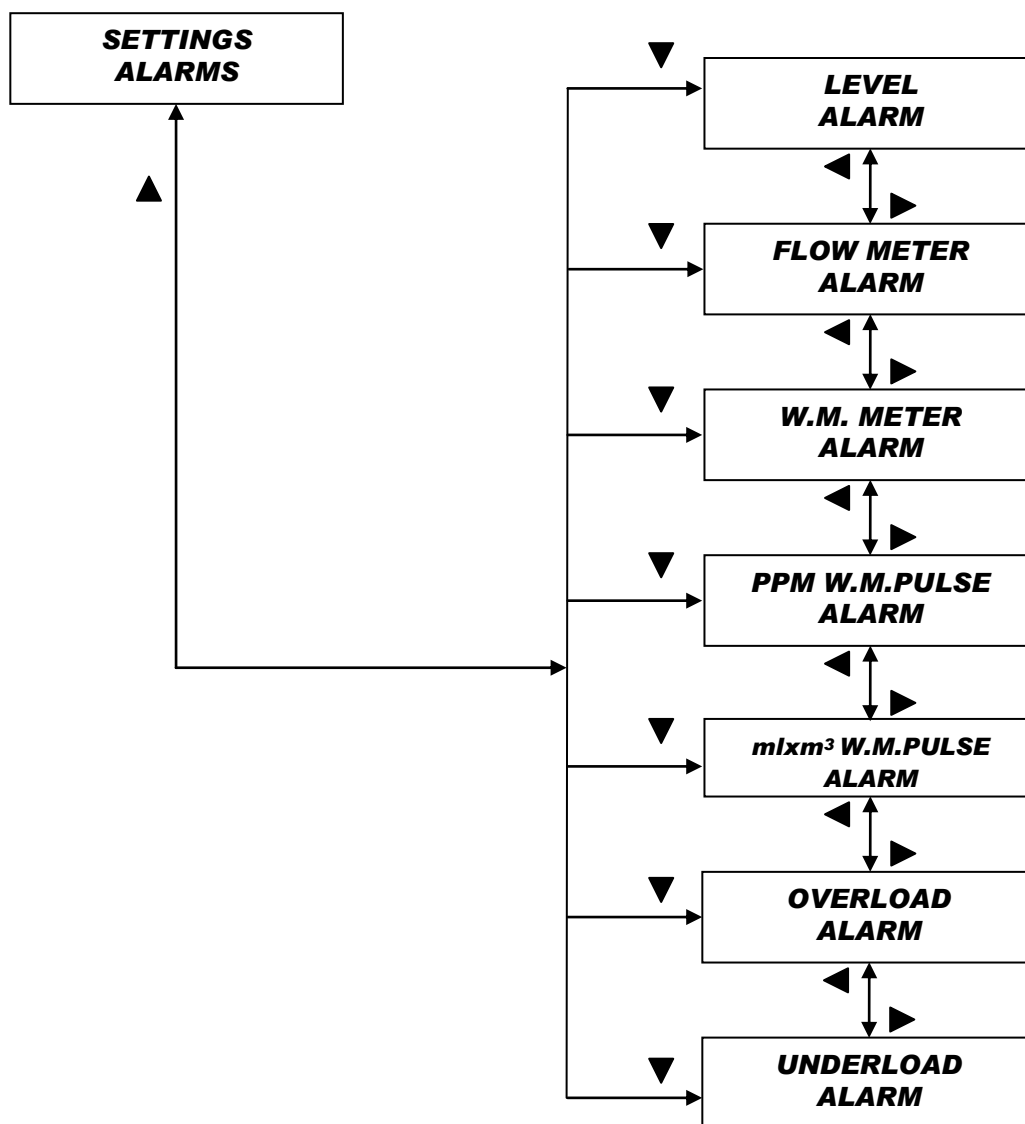 SETTINGS
ALARMS
LEVEL
ALARM
FLOW METER
ALARM
W.M. METER
ALARM
PPM W.M.PULSE
ALARM
mlxm³ W.M.PULSE
ALARM
OVERLOAD
ALARM
UNDERLOAD
ALARM